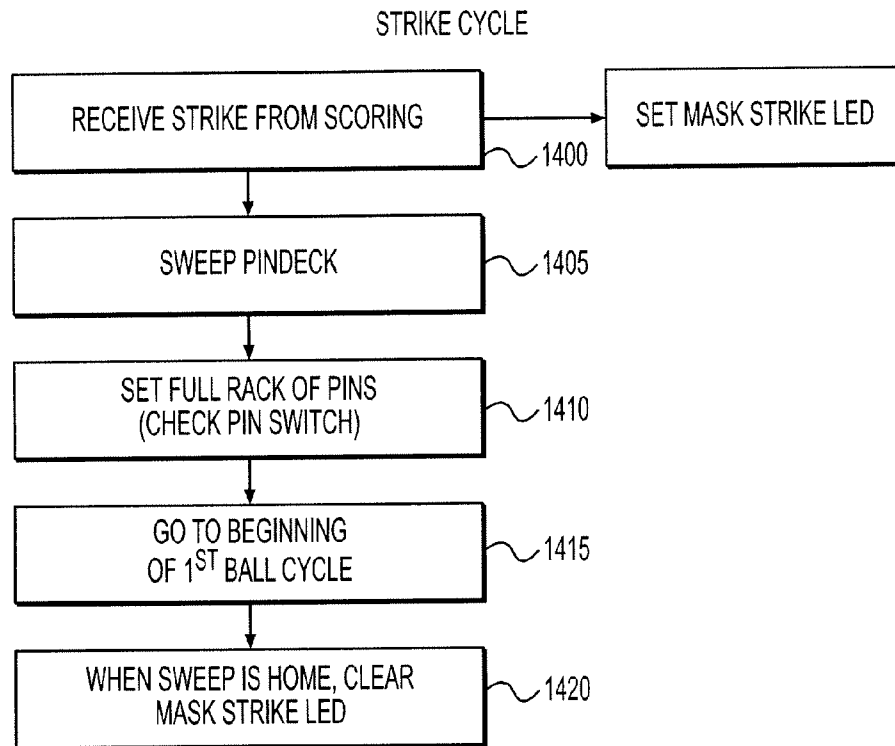 STRIKE CYCLE
RECEIVE STRIKE FROM SCORING
SET MASK STRIKE LED
1400
SWEEP PINDECK
1405
SET FULL RACK OF PINS
(CHECK PIN SWITCH)
1410
GO TO BEGINNING
OF 1ST BALL CYCLE
1415
WHEN SWEEP IS HOME, CLEAR
MASK STRIKE LED
1420